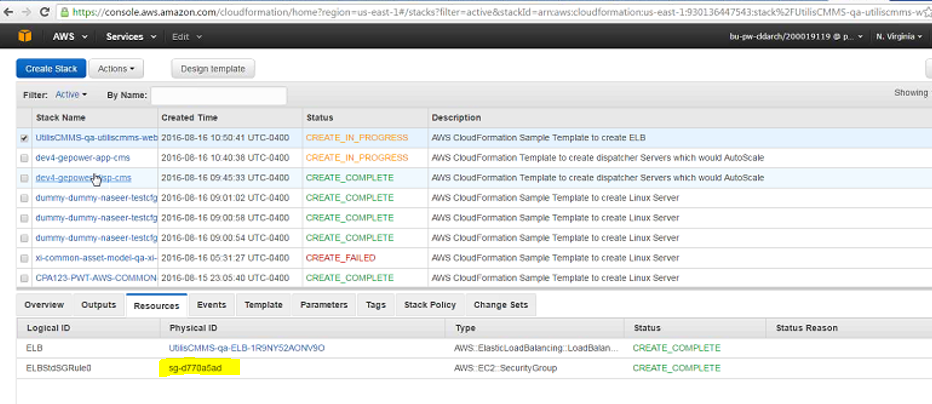 https://console.aws.amazon.com/cloudformation/home?region=us-east-1#/stacks?filter=active&stackId=arn:aws:cloudformation:us-east-1:930136447543:stack%2FUtilisCMMS-qa-utiliscmms-w
AWS Services Edit bu-pw-ddarch/200019119 @ p... N. Virginia
Create Stack Actions Design template
Filter: Active By Name: Showing
Stack Name Created Time Status Description
UtilisCMMS-qa-utiliscmms-web 2016-08-16 10:50:41 UTC-0400 CREATE_IN_PROGRESS AWS CloudFormation Sample Template to create ELB
dev4-gepower-app-cms 2016-08-16 10:40:38 UTC-0400 CREATE_IN_PROGRESS AWS CloudFormation Template to create dispatcher Servers which would AutoScale
2016-08-16 09:45:33 UTC-0400 CREATE_COMPLETE AWS CloudFormation Template to create dispatcher Servers which would AutoScale
dummy-dummy-naseer-testcfg 2016-08-16 09:01:02 UTC-0400 CREATE_COMPLETE AWS CloudFormation Sample Template to create Linux Server
dummy-dummy-naseer-testcfg 2016-08-16 09:00:58 UTC-0400 CREATE_COMPLETE AWS CloudFormation Sample Template to create Linux Server
dummy-dummy-naseer-testcfg 2016-08-16 09:00:54 UTC-0400 CREATE_COMPLETE AWS CloudFormation Sample Template to create Linux Server
xi-common-asset-model-qa-xi- 2016-08-16 05:31:27 UTC-0400 CREATE_FAILED AWS CloudFormation Sample Template to create Linux Server
CPA123-PWT-AWS-COMMON 2016-08-15 23:05:40 UTC-0400 CREATE_COMPLETE AWS CloudFormation Sample Template to create Linux Server
Overview Outputs Resources Events Template Parameters Tags Stack Policy Change Sets
Logical ID Physical ID Type Status Status Reason
ELB UtilisCMMS-qa-ELB-1R9NY52AONV9O AWS::ElasticLoadBalancing::LoadBalan... CREATE_COMPLETE
ELBStdSGRule0 sg-d770a5ad AWS::EC2::SecurityGroup CREATE_COMPLETE